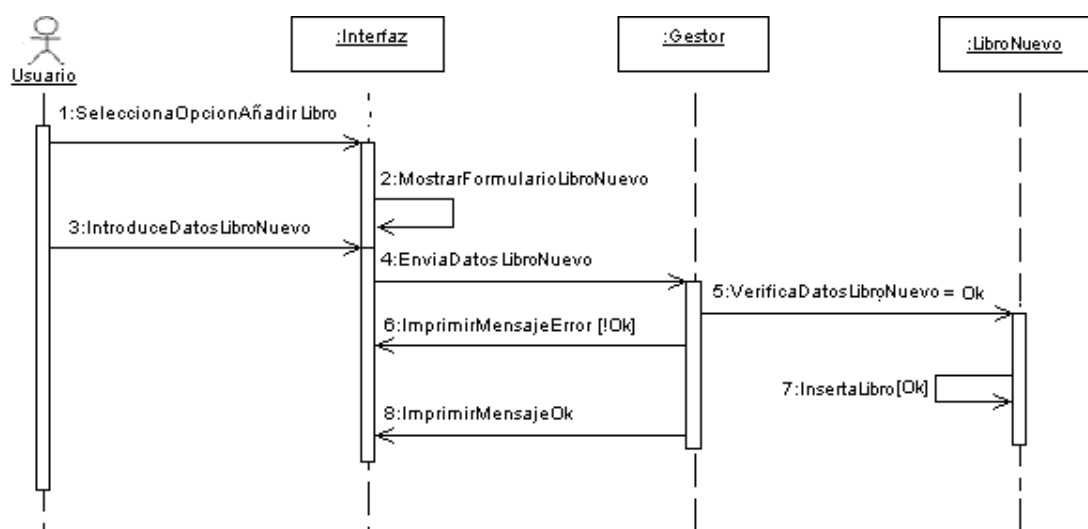 Usuario
:Interfaz
:Gestor
:LibroNuevo
1:SeleccionaOpcionAñadirLibro
2:MostrarFormularioLibroNuevo
3:IntroduceDatosLibroNuevo
4:EnviaDatosLibroNuevo
5:VerificaDatosLibroNuevo = Ok
6:ImprimirMensajeError [!Ok]
7:InsertaLibro[Ok]
8:ImprimirMensajeOk